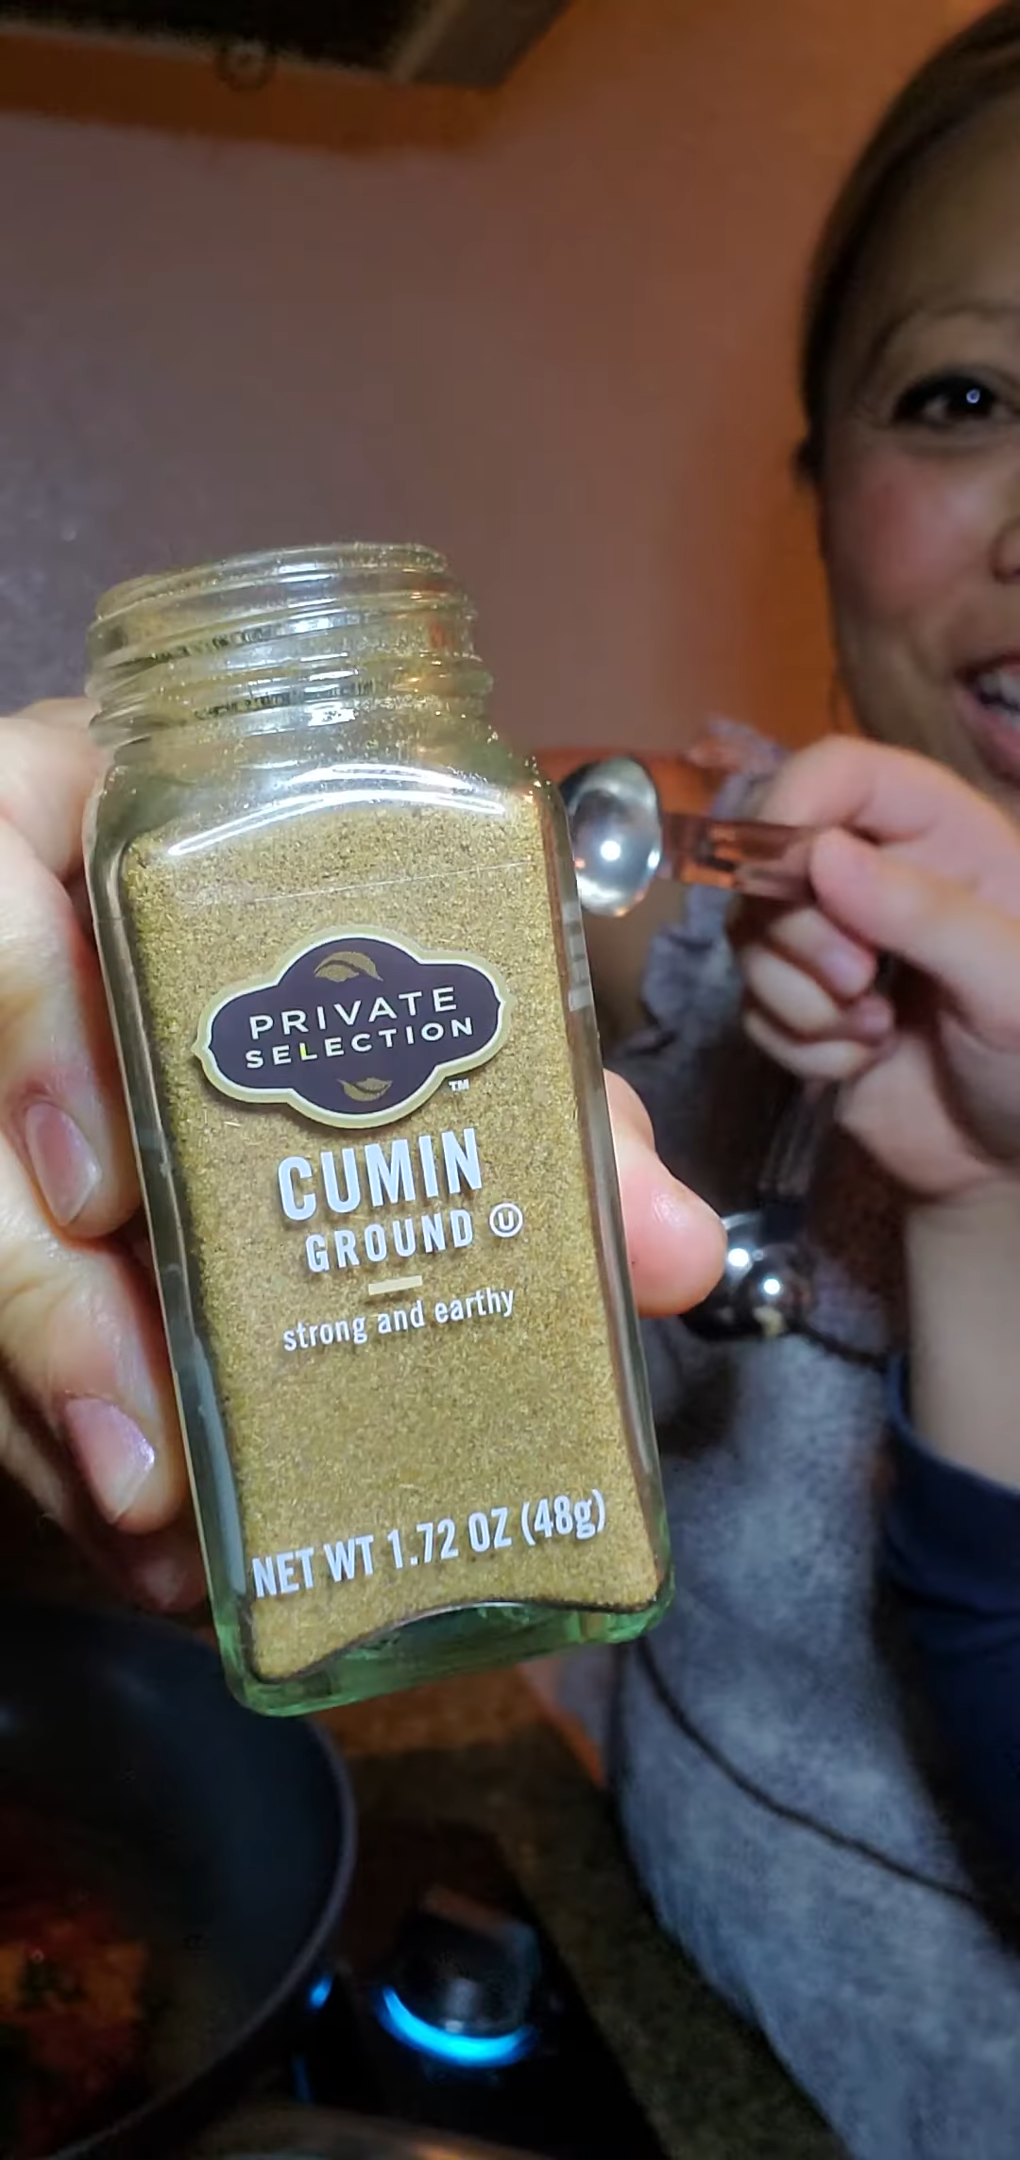 PRIVATE
SELECTION
™
CUMIN
GROUND Ⓤ
strong and earthy
NET WT 1.72 OZ (48g)